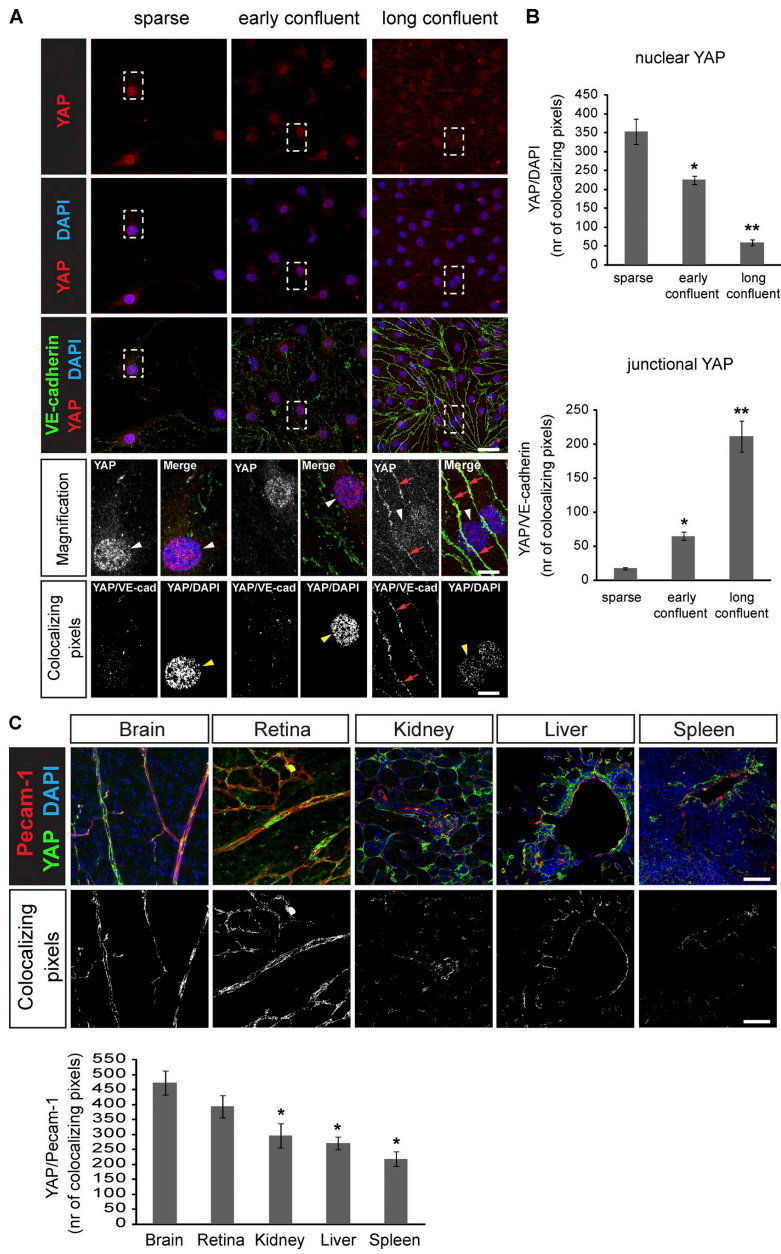 A
sparse early confluent long confluent
YAP
YAP DAPI
VE-cadherin
YAP DAPI
Magnification
YAP Merge YAP Merge YAP Merge
Colocalizing
pixels
YAP/VE-cad YAP/DAPI YAP/VE-cad YAP/DAPI YAP/VE-cad YAP/DAPI
B
nuclear YAP
YAP/DAPI
(nr of colocalizing pixels)
400
350
300
250
200
150
100
50
0
*
**
sparse early confluent long confluent
junctional YAP
YAP/VE-cadherin
(nr of colocalizing pixels)
250
200
150
100
50
0
*
**
sparse early confluent long confluent
C
Brain Retina Kidney Liver Spleen
Pecam-1
YAP DAPI
Colocalizing
pixels
YAP/Pecam-1
(nr of colocalizing pixels)
550
500
450
400
350
300
250
200
150
100
50
0
* * *
Brain Retina Kidney Liver Spleen